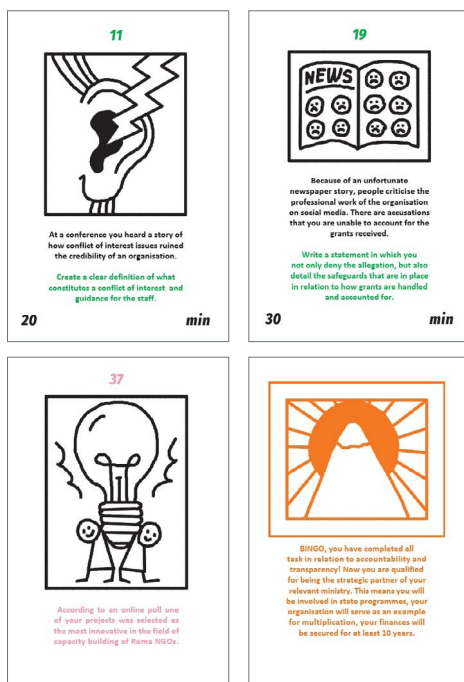 11
At a conference you heard a story of
how conflict of interest issues ruined
the credibility of an organisation.
Create a clear definition of what
constitutes a conflict of interest and
guidance for the staff.
20 min
19
NEWS
Because of an unfortunate
newspaper story, people criticise the
professional work of the organisation
on social media. There are accusations
that you are unable to account for the
grants received.
Write a statement in which you
not only deny the allegation, but also
detail the safeguards that are in place
in relation to how grants are handled
and accounted for.
30 min
37
According to an online poll one
of your projects was selected as
the most innovative in the field of
capacity building of Roma NGOs.
BINGO, you have completed all
task in relation to accountability and
transparency! Now you are qualified
for being the strategic partner of your
relevant ministry. This means you will
be involved in state programmes, your
organisation will serve as an example
for multiplication, your finances will
be secured for at least 10 years.